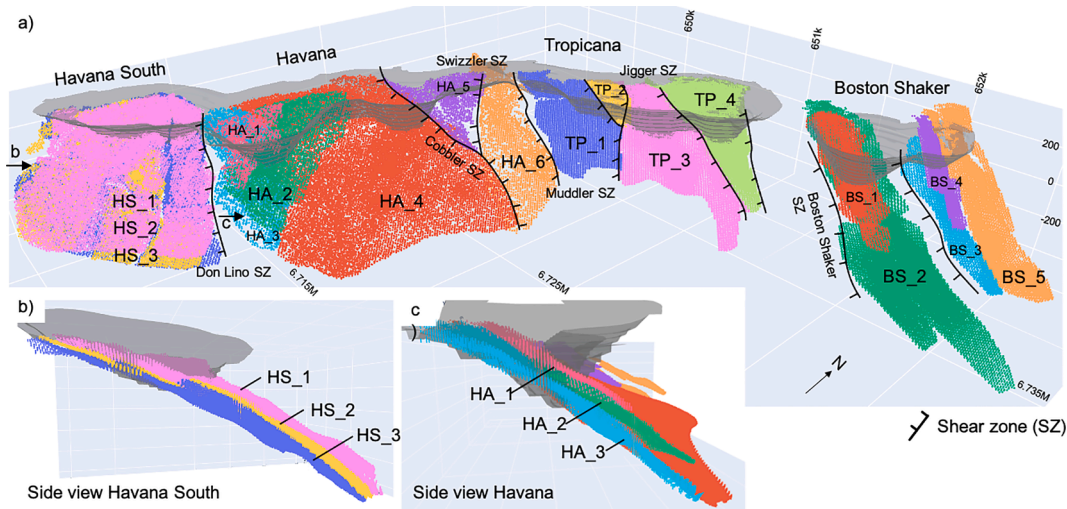 a)
Havana South
Havana
Swizzler SZ
Tropicana
Jigger SZ
650k
651k
652k
Boston Shaker
HA_1
HA_5
TP_2
TP_4
200
0
-200
b
HA_2
Cobbler SZ
HA_6
TP_1
TP_3
BS_1
BS_4
HS_1
HS_2
HS_3
c
HA_3
HA_4
Muddler SZ
Boston Shaker
SZ
BS_3
BS_2
BS_5
Don Lino SZ
6.715M
6.725M
6.735M
N
Shear zone (SZ)
b)
HS_1
HS_2
HS_3
Side view Havana South
c
HA_1
HA_2
HA_3
Side view Havana